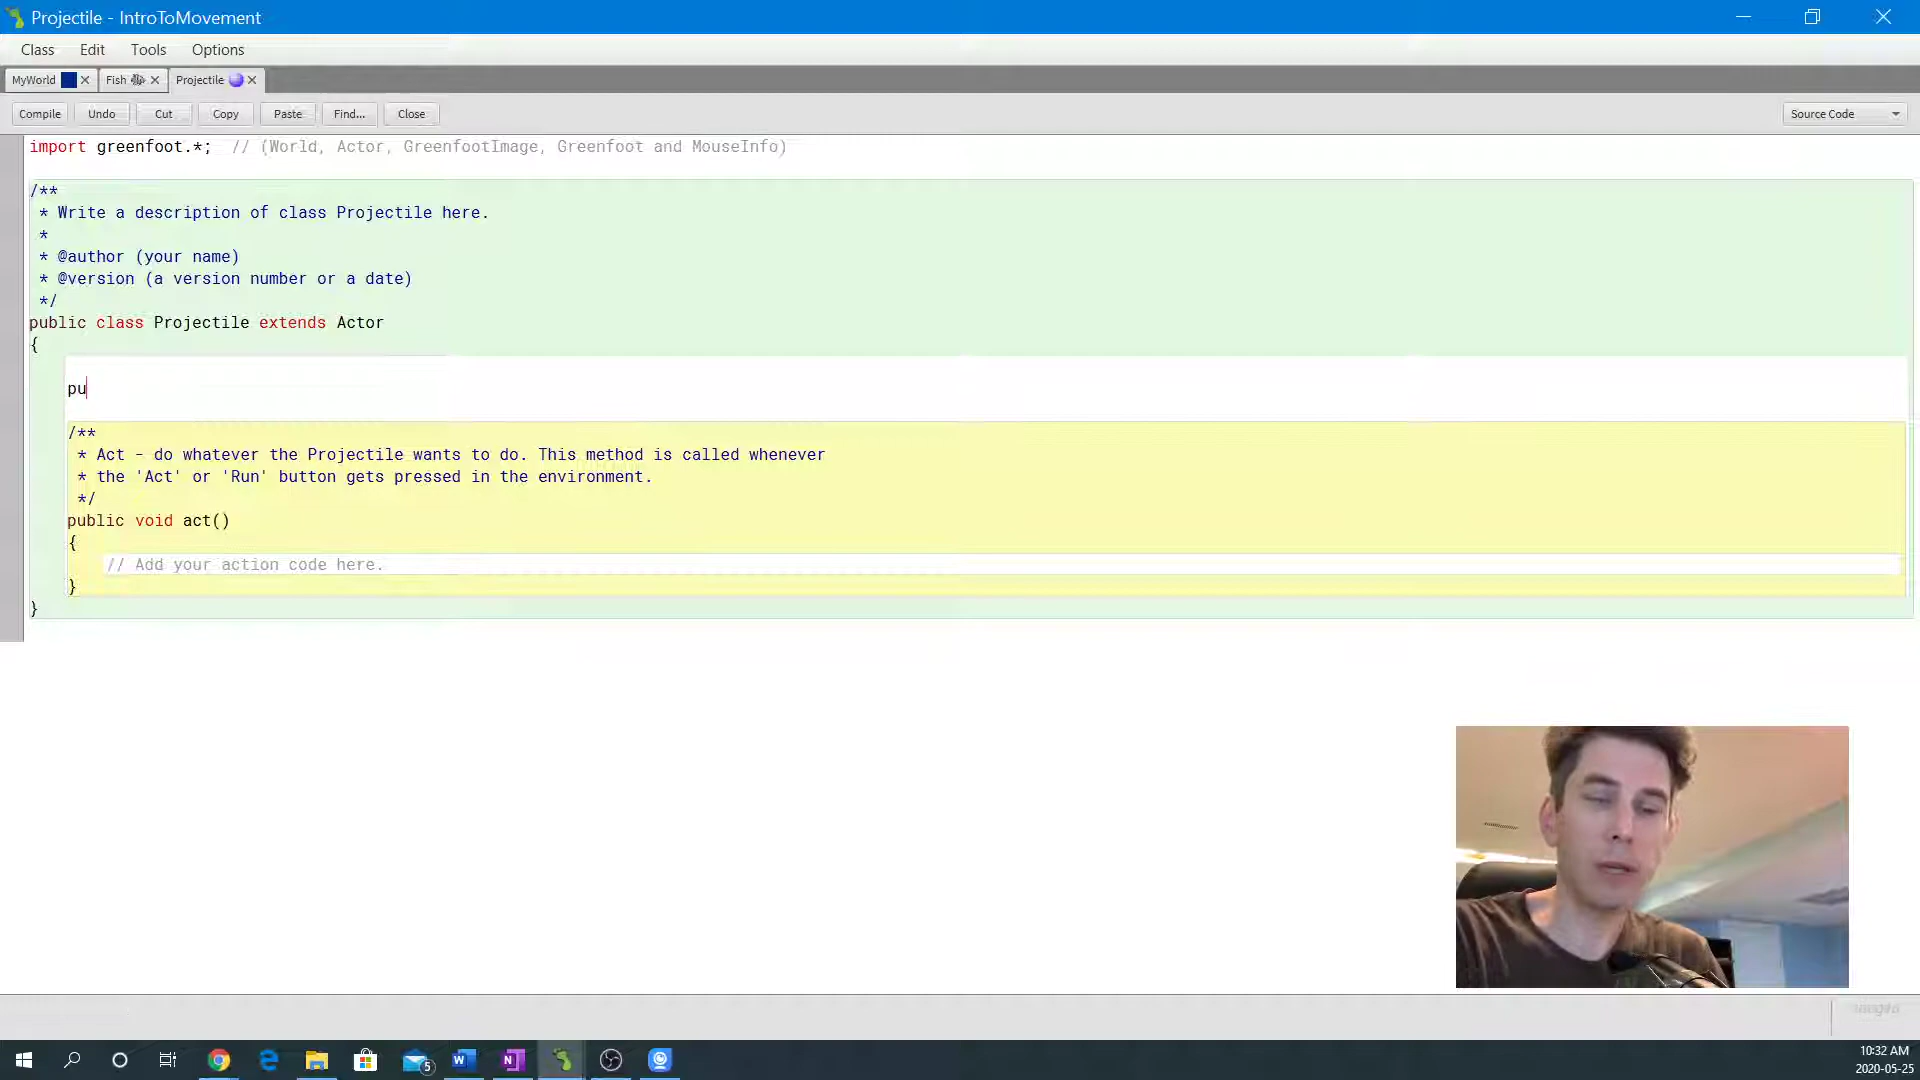 Projectile - IntroToMovement
Class Edit Tools Options
MyWorld Fish Projectile
Compile Undo Cut Copy Paste Find... Close Source Code
import greenfoot.*;  // (World, Actor, GreenfootImage, Greenfoot and MouseInfo)
/**
 * Write a description of class Projectile here.
 *
 * @author (your name)
 * @version (a version number or a date)
 */
public class Projectile extends Actor
{
    pu
    /**
     * Act - do whatever the Projectile wants to do. This method is called whenever
     * the 'Act' or 'Run' button gets pressed in the environment.
     */
    public void act()
    {
        // Add your action code here.
    }
}
5
10:32 AM
2020-05-25